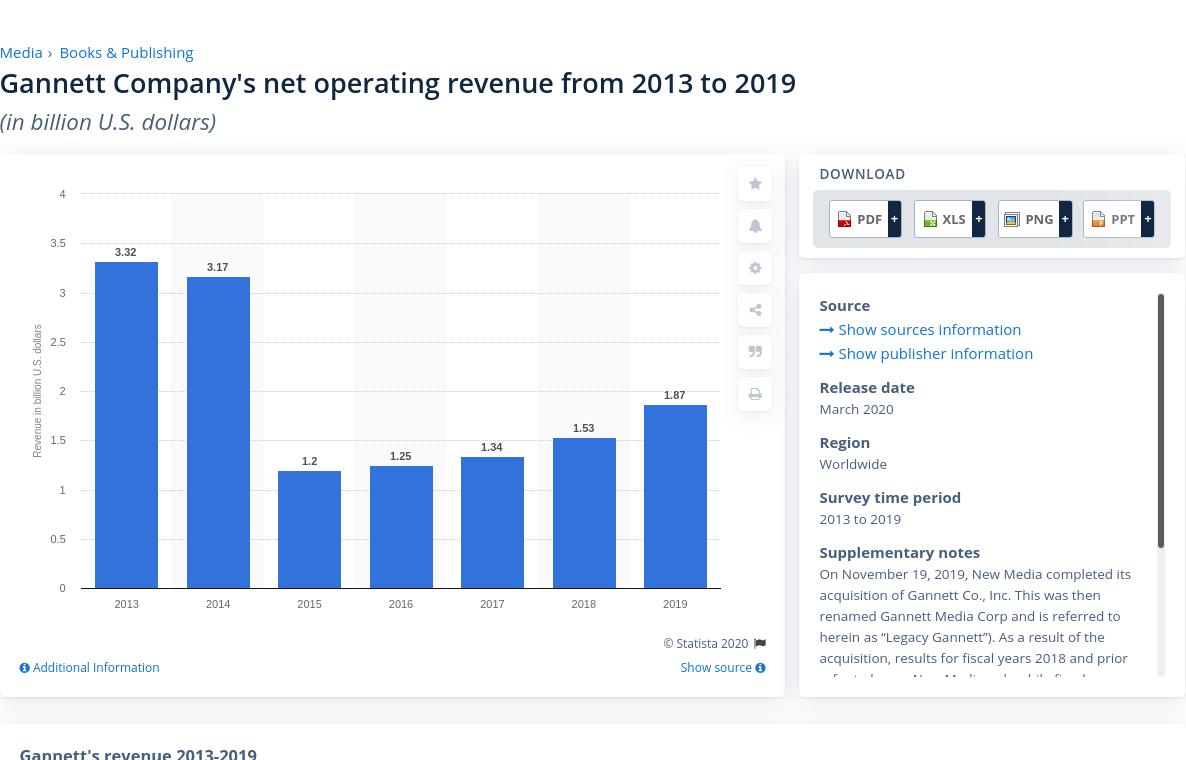 Media › Books & Publishing
Gannett Company's net operating revenue from 2013 to 2019
(in billion U.S. dollars)
4
3.5
3
2.5
2
1.5
1
0.5
0
Revenue in billion U.S. dollars
3.32
3.17
1.2
1.25
1.34
1.53
1.87
2013
2014
2015
2016
2017
2018
2019
© Statista 2020
Additional Information
Show source
DOWNLOAD
PDF +
XLS +
PNG +
PPT +
Source
Show sources information
Show publisher information
Release date
March 2020
Region
Worldwide
Survey time period
2013 to 2019
Supplementary notes
On November 19, 2019, New Media completed its
acquisition of Gannett Co., Inc. This was then
renamed Gannett Media Corp and is referred to
herein as “Legacy Gannett”). As a result of the
acquisition, results for fiscal years 2018 and prior
Gannett's revenue 2013-2019